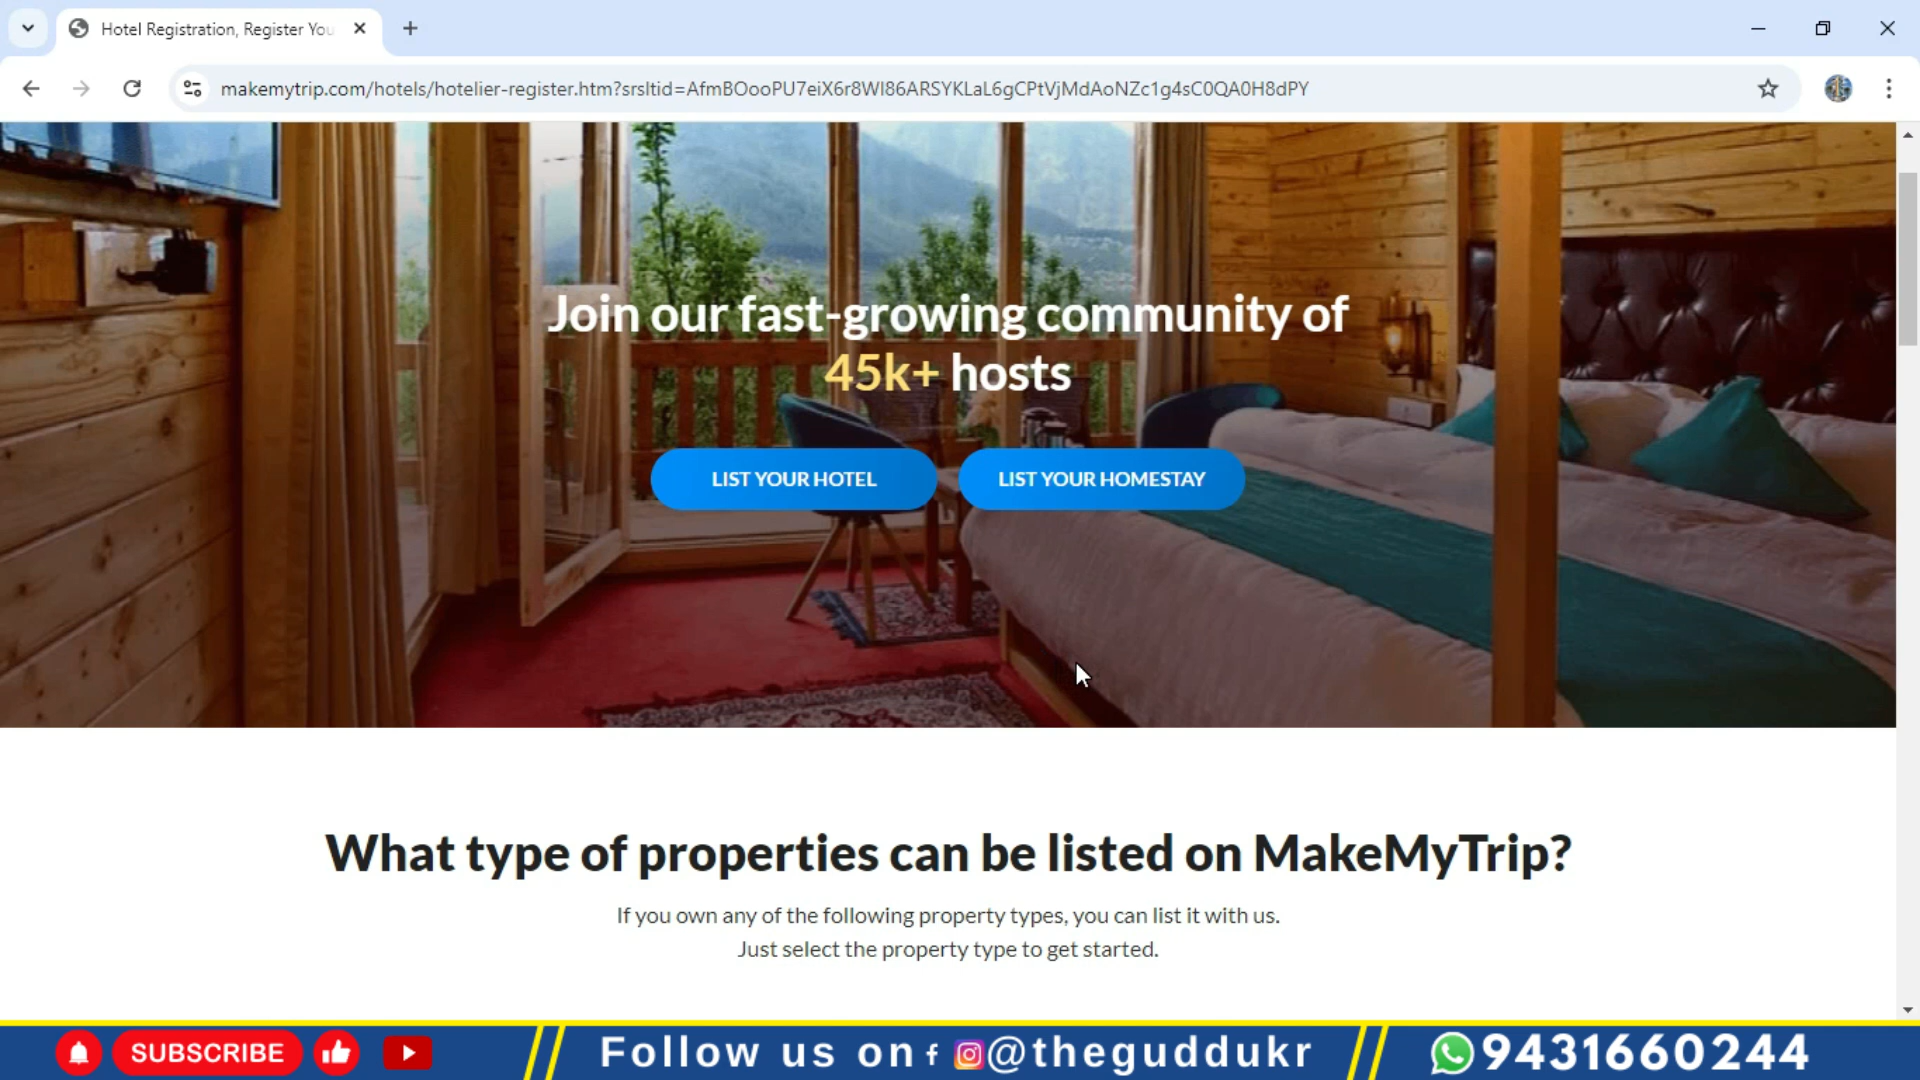 Hotel Registration, Register You
makemytrip.com/hotels/hotelier-register.htm?srsltid=AfmBOooPU7eiX6r8Wl86ARSYKLaL6gCPtVjMdAoNZc1g4sC0QA0H8dPY
Join our fast-growing community of
45k+ hosts
LIST YOUR HOTEL
LIST YOUR HOMESTAY
What type of properties can be listed on MakeMyTrip?
If you own any of the following property types, you can list it with us.
Just select the property type to get started.
SUBSCRIBE
Follow us on @theguddukr
9431660244